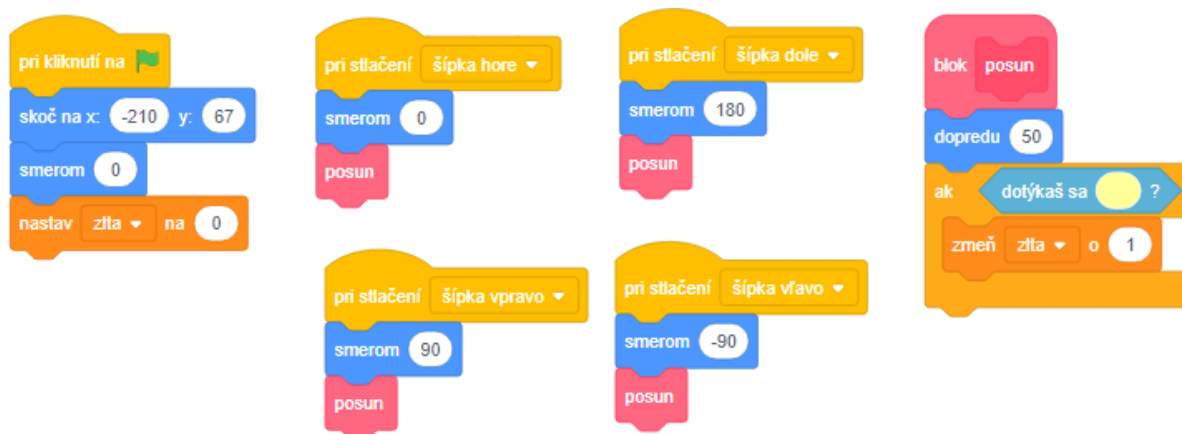 pri kliknutí na
skoč na x: -210 y: 67
smerom 0
nastav zlta na 0
pri stlačení šípka hore
smerom 0
posun
pri stlačení šípka dole
smerom 180
posun
pri stlačení šípka vpravo
smerom 90
posun
pri stlačení šípka vľavo
smerom -90
posun
blok posun
dopredu 50
ak dotýkaš sa ?
zmeň zlta o 1